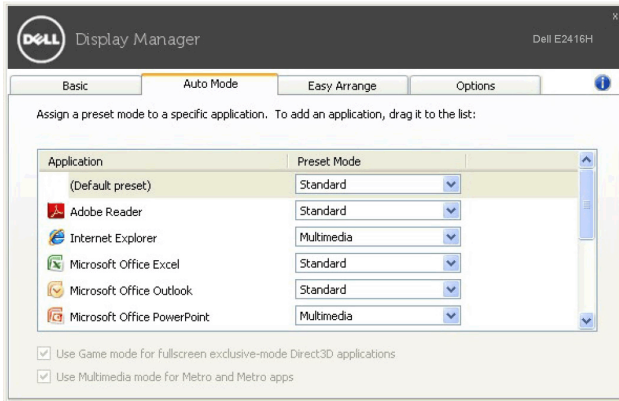 DELL Display Manager Dell E2416H
x
Basic Auto Mode Easy Arrange Options i
Assign a preset mode to a specific application. To add an application, drag it to the list:
Application Preset Mode
(Default preset) Standard
Adobe Reader Standard
Internet Explorer Multimedia
Microsoft Office Excel Standard
Microsoft Office Outlook Standard
Microsoft Office PowerPoint Multimedia
Use Game mode for fullscreen exclusive-mode Direct3D applications
Use Multimedia mode for Metro and Metro apps